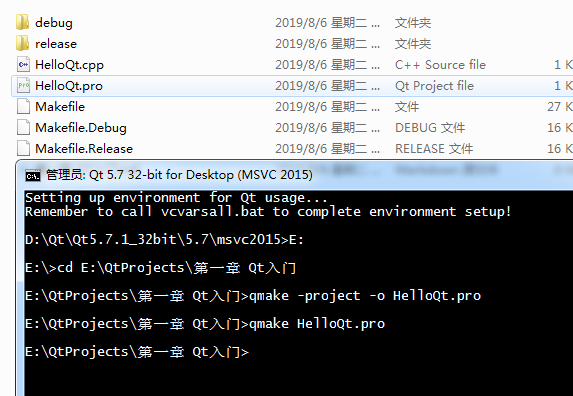 debug 2019/8/6 星期二 ... 文件夹
release 2019/8/6 星期二 ... 文件夹
HelloQt.cpp 2019/8/6 星期二 ... C++ Source file 1 K
HelloQt.pro 2019/8/6 星期二 ... Qt Project file 1 K
Makefile 2019/8/6 星期二 ... 文件 27 K
Makefile.Debug 2019/8/6 星期二 ... DEBUG 文件 16 K
Makefile.Release 2019/8/6 星期二 ... RELEASE 文件 16 K
管理员: Qt 5.7 32-bit for Desktop (MSVC 2015)
Setting up environment for Qt usage...
Remember to call vcvarsall.bat to complete environment setup!
D:\Qt\Qt5.7.1_32bit\5.7\msvc2015>E:
E:\>cd E:\QtProjects\第一章 Qt入门
E:\QtProjects\第一章 Qt入门>qmake -project -o HelloQt.pro
E:\QtProjects\第一章 Qt入门>qmake HelloQt.pro
E:\QtProjects\第一章 Qt入门>